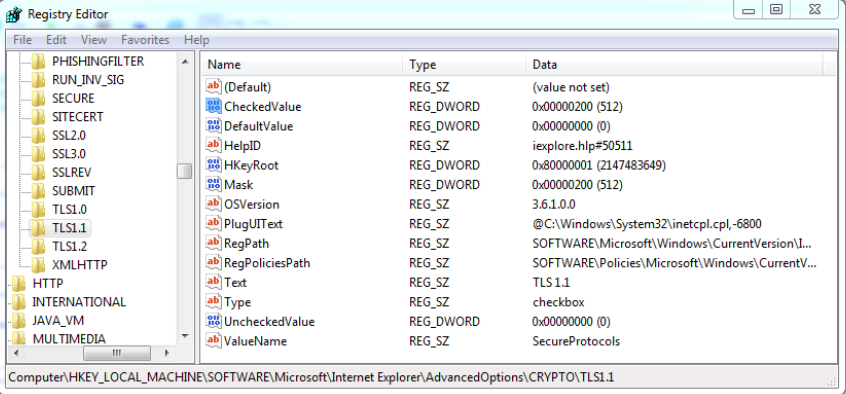 Registry Editor
File Edit View Favorites Help
PHISHINGFILTER
RUN_INV_SIG
SECURE
SITECERT
SSL2.0
SSL3.0
SSLREV
SUBMIT
TLS1.0
TLS1.1
TLS1.2
XMLHTTP
HTTP
INTERNATIONAL
JAVA_VM
MULTIMEDIA
Name Type Data
(Default) REG_SZ (value not set)
CheckedValue REG_DWORD 0x00000200 (512)
DefaultValue REG_DWORD 0x00000000 (0)
HelpID REG_SZ iexplore.hlp#50511
HKeyRoot REG_DWORD 0x80000001 (2147483649)
Mask REG_DWORD 0x00000200 (512)
OSVersion REG_SZ 3.6.1.0.0
PlugUIText REG_SZ @C:\Windows\System32\inetcpl.cpl,-6800
RegPath REG_SZ SOFTWARE\Microsoft\Windows\CurrentVersion\I...
RegPoliciesPath REG_SZ SOFTWARE\Policies\Microsoft\Windows\CurrentV...
Text REG_SZ TLS 1.1
Type REG_SZ checkbox
UncheckedValue REG_DWORD 0x00000000 (0)
ValueName REG_SZ SecureProtocols
Computer\HKEY_LOCAL_MACHINE\SOFTWARE\Microsoft\Internet Explorer\AdvancedOptions\CRYPTO\TLS1.1